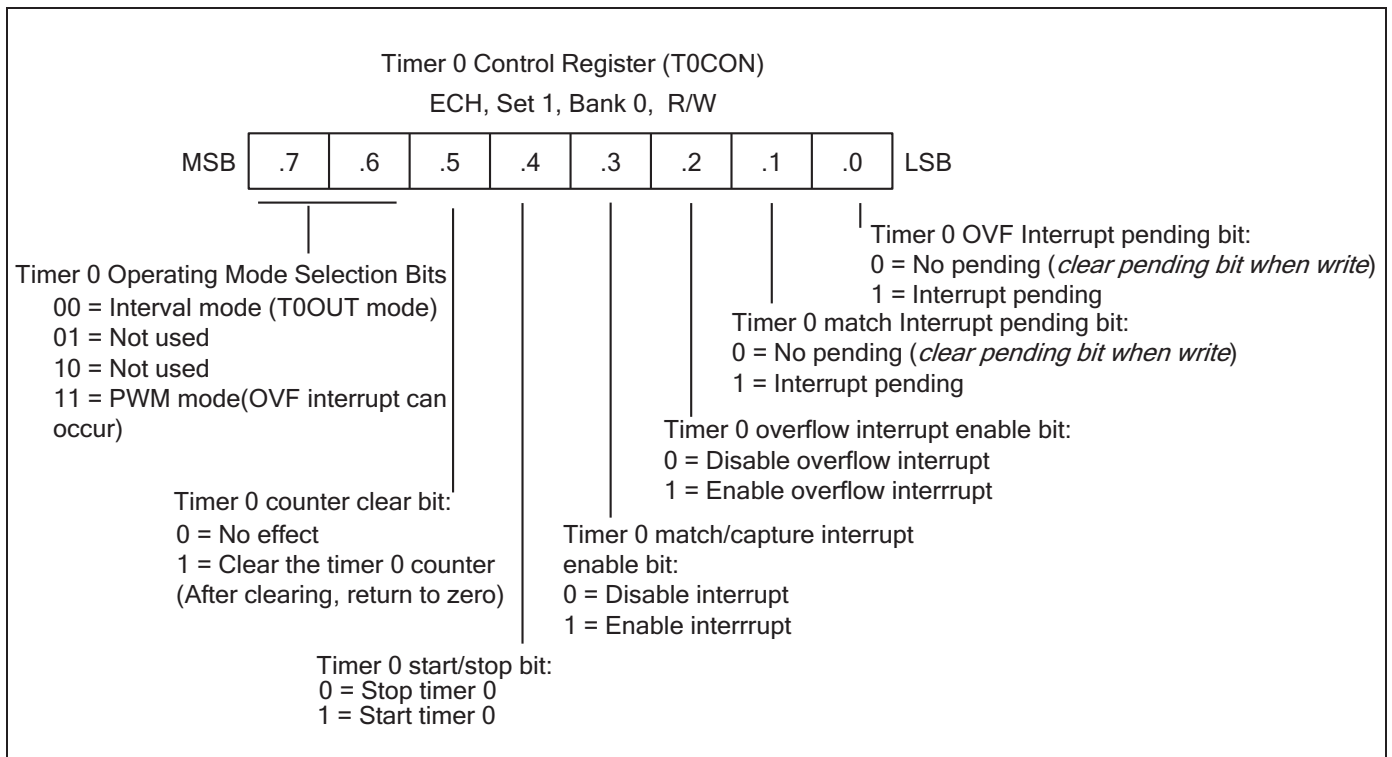 Timer 0 Control Register (T0CON)
ECH, Set 1, Bank 0, R/W
MSB .7 .6 .5 .4 .3 .2 .1 .0 LSB
Timer 0 OVF Interrupt pending bit:
0 = No pending (clear pending bit when write)
1 = Interrupt pending
Timer 0 match Interrupt pending bit:
0 = No pending (clear pending bit when write)
1 = Interrupt pending
Timer 0 overflow interrupt enable bit:
0 = Disable overflow interrupt
1 = Enable overflow interrrupt
Timer 0 match/capture interrupt
enable bit:
0 = Disable interrupt
1 = Enable interrrupt
Timer 0 start/stop bit:
0 = Stop timer 0
1 = Start timer 0
Timer 0 counter clear bit:
0 = No effect
1 = Clear the timer 0 counter
(After clearing, return to zero)
Timer 0 Operating Mode Selection Bits
00 = Interval mode (T0OUT mode)
01 = Not used
10 = Not used
11 = PWM mode(OVF interrupt can
occur)